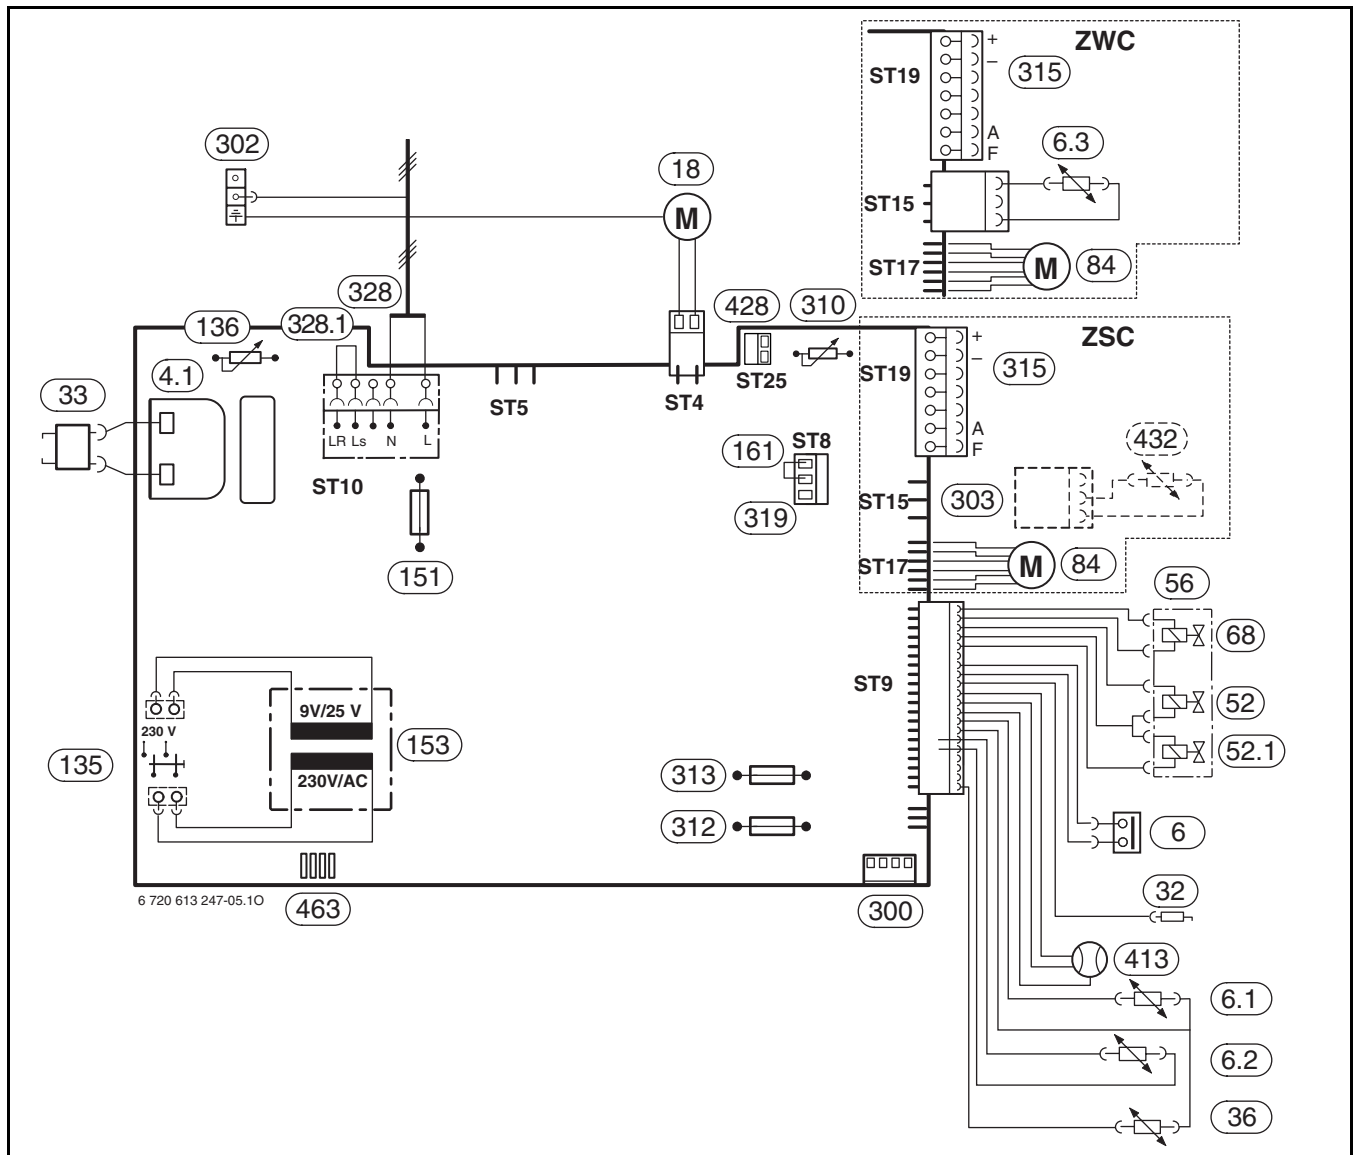 ZWC
+
–
ST19
315
A
F
302
18
6.3
M
ST15
ST17
M
84
328
428
310
136
328.1
ZSC
+
–
ST19
315
4.1
ST25
33
ST5
ST4
A
F
LR Ls N L
ST8
432
161
ST10
ST15
303
319
151
ST17
M
84
56
68
ST9
52
9V/25 V
230 V
153
52.1
135
230V/AC
313
312
6
6 720 613 247-05.1O
463
300
32
413
6.1
6.2
36